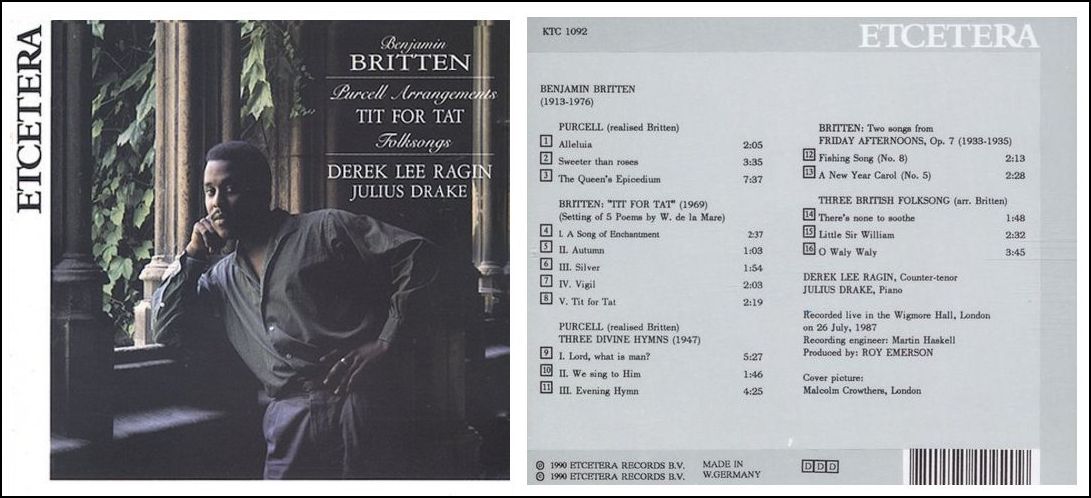 ETCETERA
Benjamin
BRITTEN
Purcell Arrangements
TIT FOR TAT
Folksongs
DEREK LEE RAGIN
JULIUS DRAKE
KTC 1092
ETCETERA
BENJAMIN BRITTEN
(1913-1976)
PURCELL (realised Britten)
1 Alleluia 2:05
2 Sweeter than roses 3:35
3 The Queen's Epicedium 7:37
BRITTEN: "TIT FOR TAT" (1969)
(Setting of 5 Poems by W. de la Mare)
4 I. A Song of Enchantment 2:37
5 II. Autumn 1:03
6 III. Silver 1:54
7 IV. Vigil 2:03
8 V. Tit for Tat 2:19
PURCELL (realised Britten)
THREE DIVINE HYMNS (1947)
9 I. Lord, what is man? 5:27
10 II. We sing to Him 1:46
11 III. Evening Hymn 4:25
BRITTEN: Two songs from
FRIDAY AFTERNOONS, Op. 7 (1933-1935)
12 Fishing Song (No. 8) 2:13
13 A New Year Carol (No. 5) 2:28
THREE BRITISH FOLKSONG (arr. Britten)
14 There's none to soothe 1:48
15 Little Sir William 2:32
16 O Waly Waly 3:45
DEREK LEE RAGIN, Counter-tenor
JULIUS DRAKE, Piano
Recorded live in the Wigmore Hall, London
on 26 July, 1987
Recording engineer: Martin Haskell
Produced by: ROY EMERSON
Cover picture:
Malcolm Crowthers, London
℗ 1990 ETCETERA RECORDS B.V.
© 1990 ETCETERA RECORDS B.V.
MADE IN
W.GERMANY
DDD